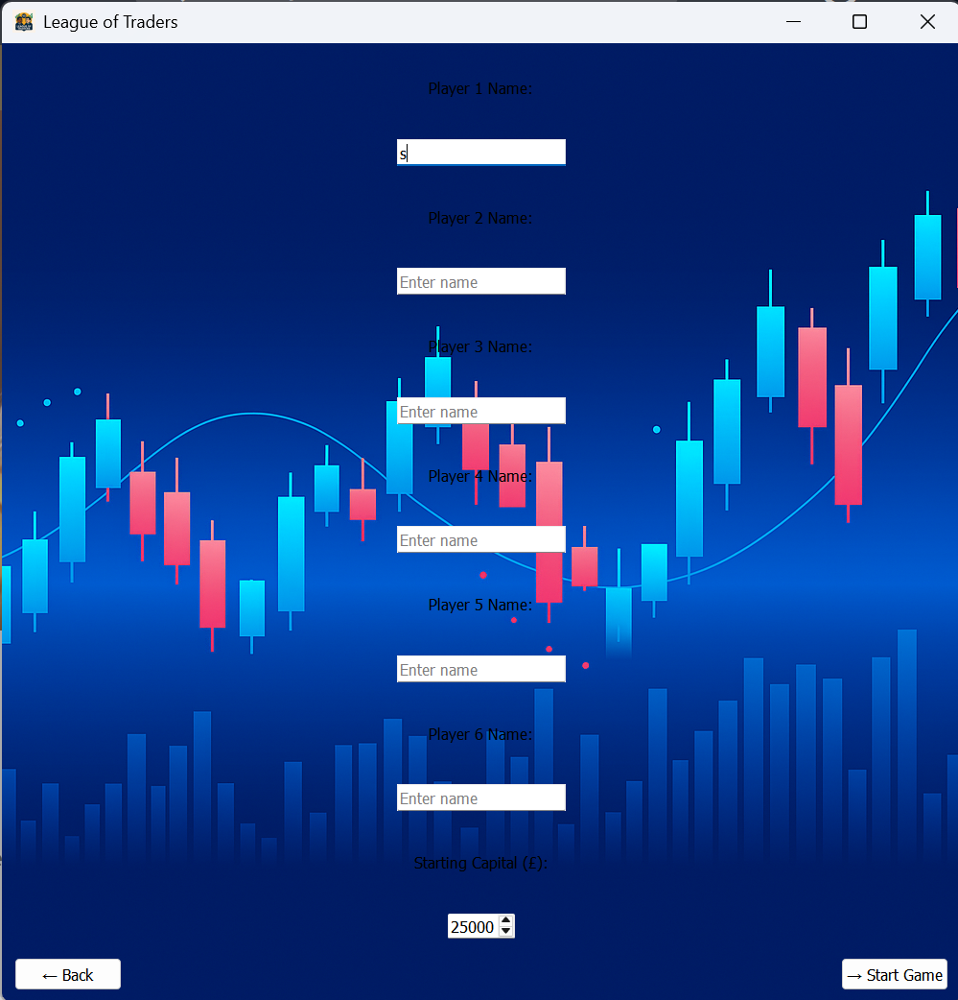 League of Traders
Player 1 Name:
s
Player 2 Name:
Enter name
Player 3 Name:
Enter name
Player 4 Name:
Enter name
Player 5 Name:
Enter name
Player 6 Name:
Enter name
Starting Capital (£):
25000
← Back
→ Start Game